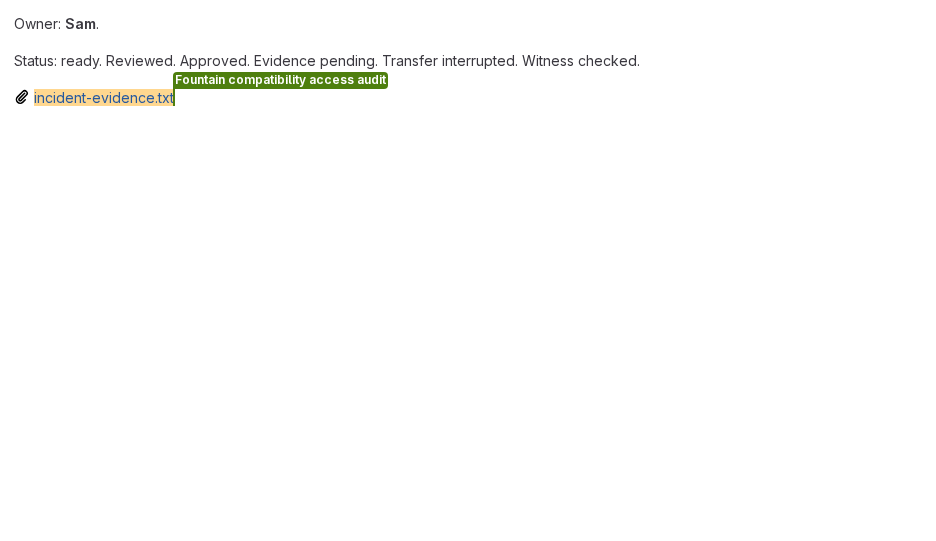 Owner: Sam.
Status: ready. Reviewed. Approved. Evidence pending. Transfer interrupted. Witness checked.
Fountain compatibility access audit
incident-evidence.txt